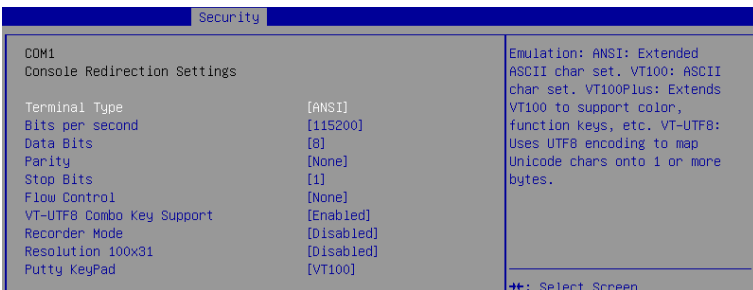 Security
COM1
Console Redirection Settings
Terminal Type [ANSI]
Bits per second [115200]
Data Bits [8]
Parity [None]
Stop Bits [1]
Flow Control [None]
VT-UTF8 Combo Key Support [Enabled]
Recorder Mode [Disabled]
Resolution 100x31 [Disabled]
Putty KeyPad [VT100]
Emulation: ANSI: Extended
ASCII char set. VT100: ASCII
char set. VT100Plus: Extends
VT100 to support color,
function keys, etc. VT-UTF8:
Uses UTF8 encoding to map
Unicode chars onto 1 or more
bytes.
→←: Select Screen